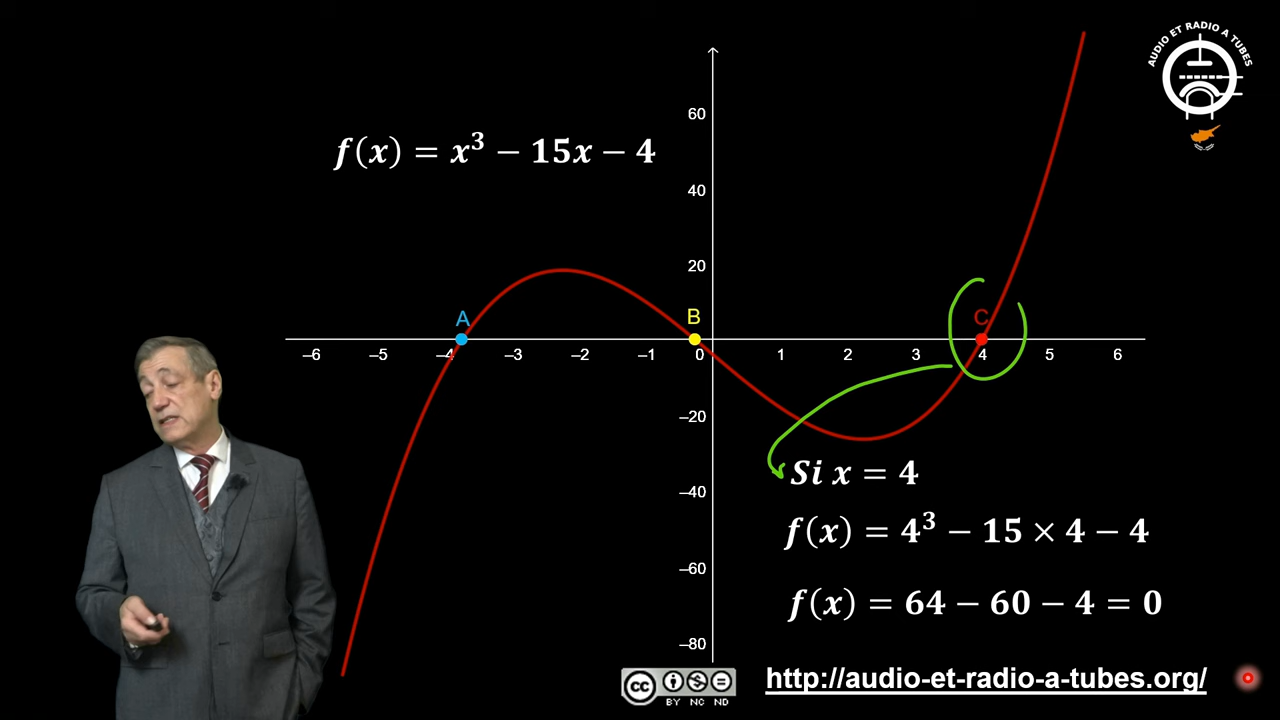 AUDIO ET RADIO A TUBES
f(x) = x³ − 15x − 4
60
40
20
A
B
C
−6 −5 −4 −3 −2 −1 0 1 2 3 4 5 6
−20
−40
−60
−80
Si x = 4
f(x) = 4³ − 15 × 4 − 4
f(x) = 64 − 60 − 4 = 0
cc
BY NC ND
http://audio-et-radio-a-tubes.org/